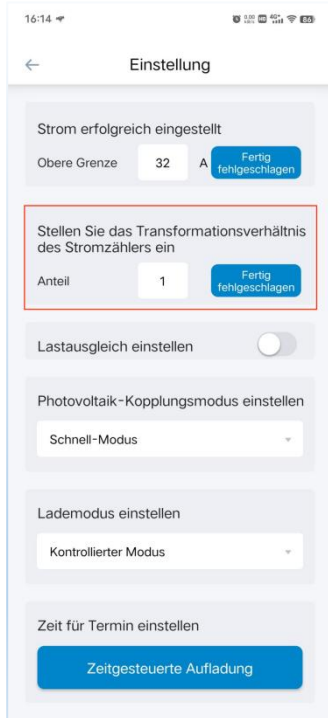 16:14
Einstellung
Strom erfolgreich eingestellt
Obere Grenze 32 A Fertig fehlgeschlagen
Stellen Sie das Transformationsverhältnis
des Stromzählers ein
Anteil 1 Fertig fehlgeschlagen
Lastausgleich einstellen
Photovoltaik-Kopplungsmodus einstellen
Schnell-Modus
Lademodus einstellen
Kontrollierter Modus
Zeit für Termin einstellen
Zeitgesteuerte Aufladung